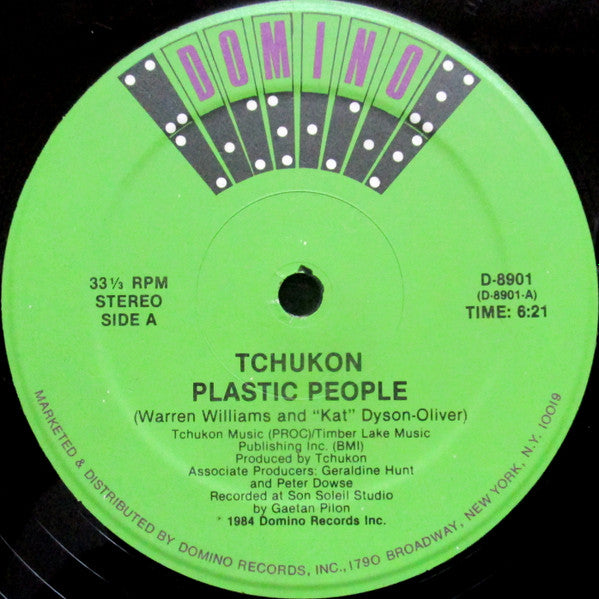 DOMINO
33⅓ RPM
STEREO
SIDE A
D-8901
(D-8901-A)
TIME: 6:21
TCHUKON
PLASTIC PEOPLE
(Warren Williams and "Kat" Dyson-Oliver)
Tchukon Music (PROC)/Timber Lake Music
Publishing Inc. (BMI)
Produced by Tchukon
Associate Producers: Geraldine Hunt
and Peter Dowse
Recorded at Son Soleil Studio
by Gaetan Pilon
* 1984 Domino Records Inc.
MARKETED & DISTRIBUTED BY DOMINO RECORDS, INC., 1790 BROADWAY, NEW YORK, N.Y. 10019